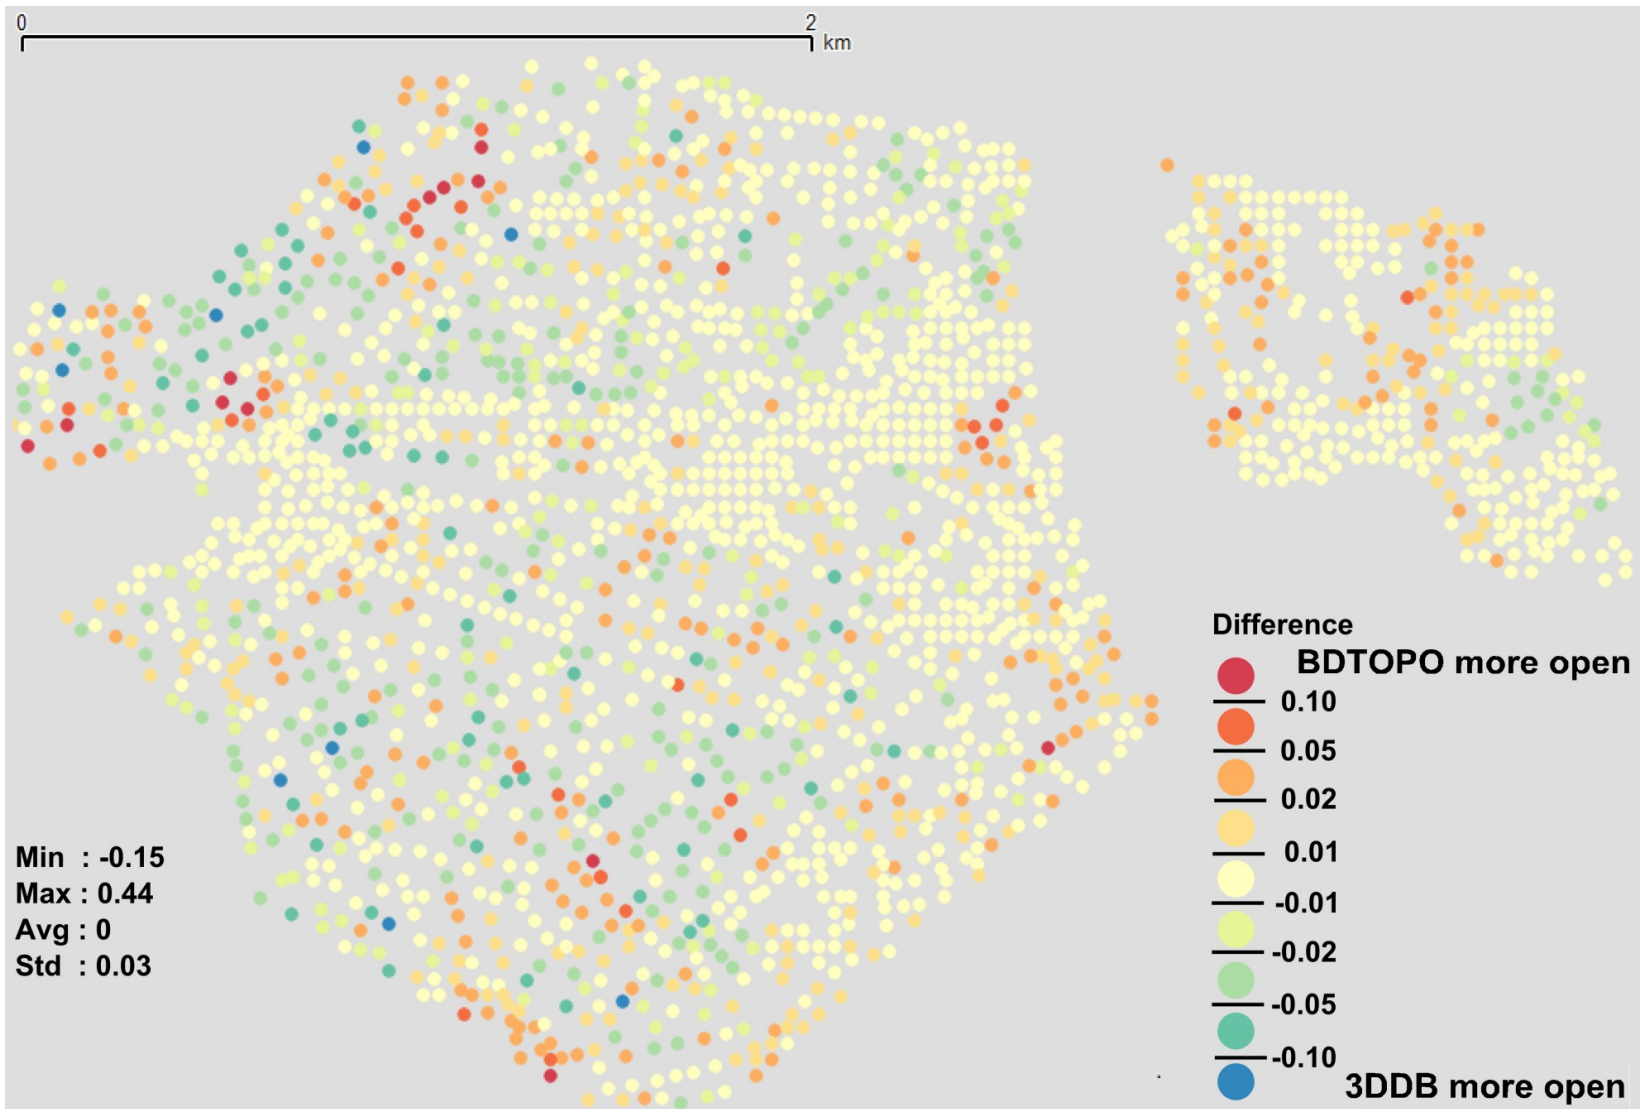 0 2
km
Difference
BDTOPO more open
0.10
0.05
0.02
0.01
-0.01
-0.02
-0.05
-0.10
3DDB more open
Min : -0.15
Max : 0.44
Avg : 0
Std : 0.03